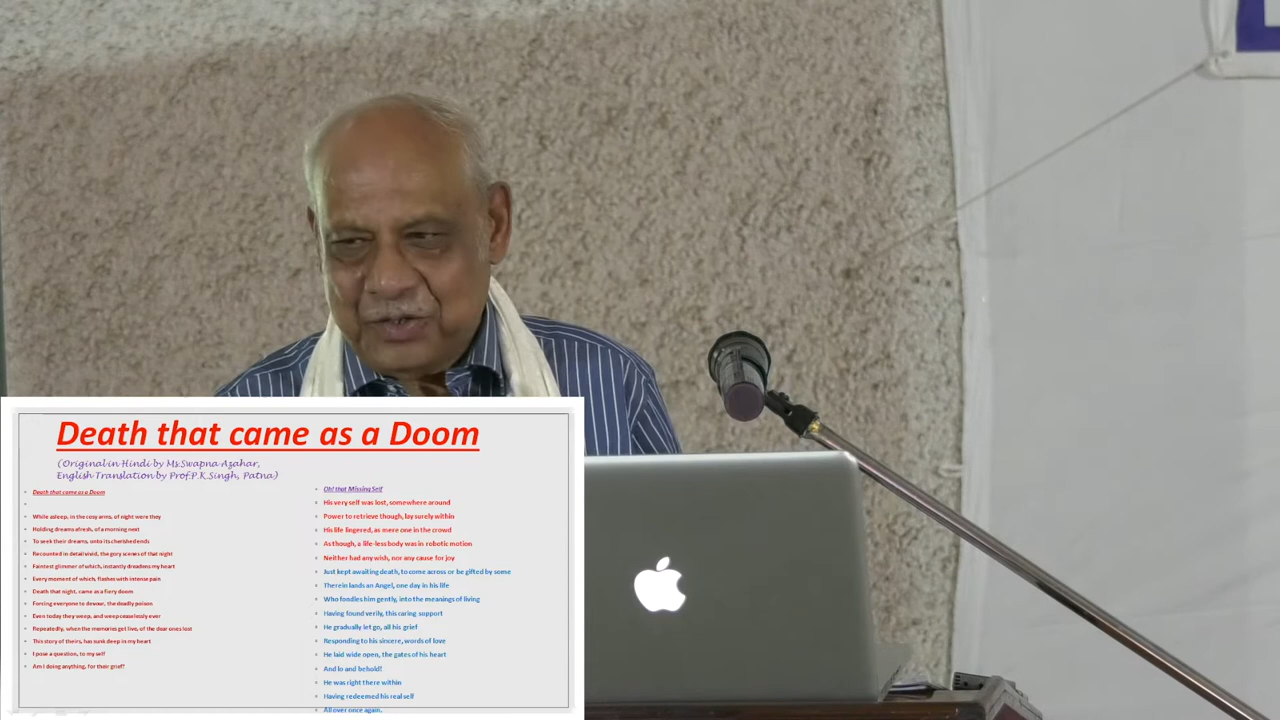 Death that came as a Doom
(Original in Hindi by Ms.Swapna Azahar,
English Translation by Prof.P.K.Singh, Patna)
Death that come as a Doom
While asleep, in the cosy arms, of night were they
Holding dreams afresh, of a morning next
To seek their dreams, unto its cherished ends
Recounted in detail vivid, the gory scenes of that night
Faintest glimmer of which, instantly dreadens my heart
Every moment of which, flashes with intense pain
Death that night, came as a fiery doom
Forcing everyone to devour, the deadly poison
Even today they weep, and weep ceaselessly ever
Repeatedly, when the memories get live, of the dear ones lost
This story of theirs, has sunk deep in my heart
I pose a question, to my self
Am I doing anything, for their grief?
Oh! that Missing Self
His very self was lost, somewhere around
Power to retrieve though, lay surely within
His life lingered, as mere one in the crowd
As though, a life-less body was in robotic motion
Neither had any wish, nor any cause for joy
Just kept awaiting death, to come across or be gifted by some
Therein lands an Angel, one day in his life
Who fondles him gently, into the meanings of living
Having found verily, this caring support
He gradually let go, all his grief
Responding to his sincere, words of love
He laid wide open, the gates of his heart
And lo and behold!
He was right there within
Having redeemed his real self
All over once again.